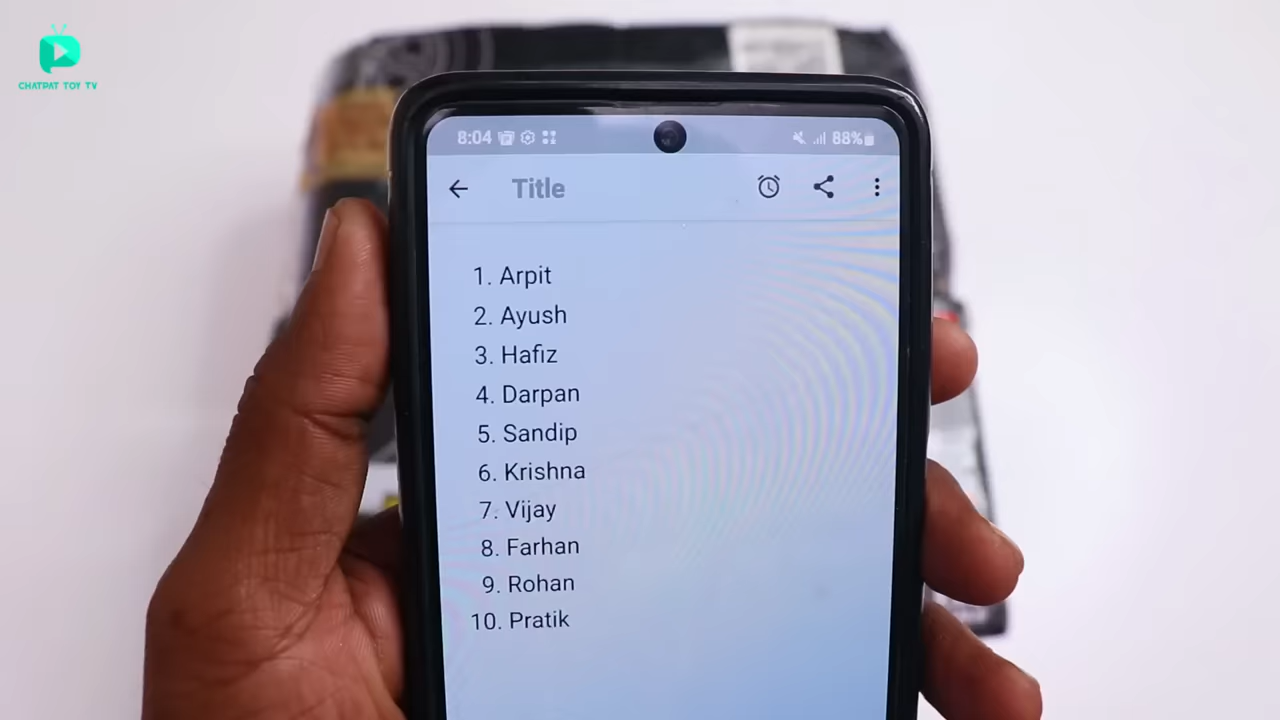 CHATPAT TOY TV
8:04 88%
Title
1. Arpit
2. Ayush
3. Hafiz
4. Darpan
5. Sandip
6. Krishna
7. Vijay
8. Farhan
9. Rohan
10. Pratik